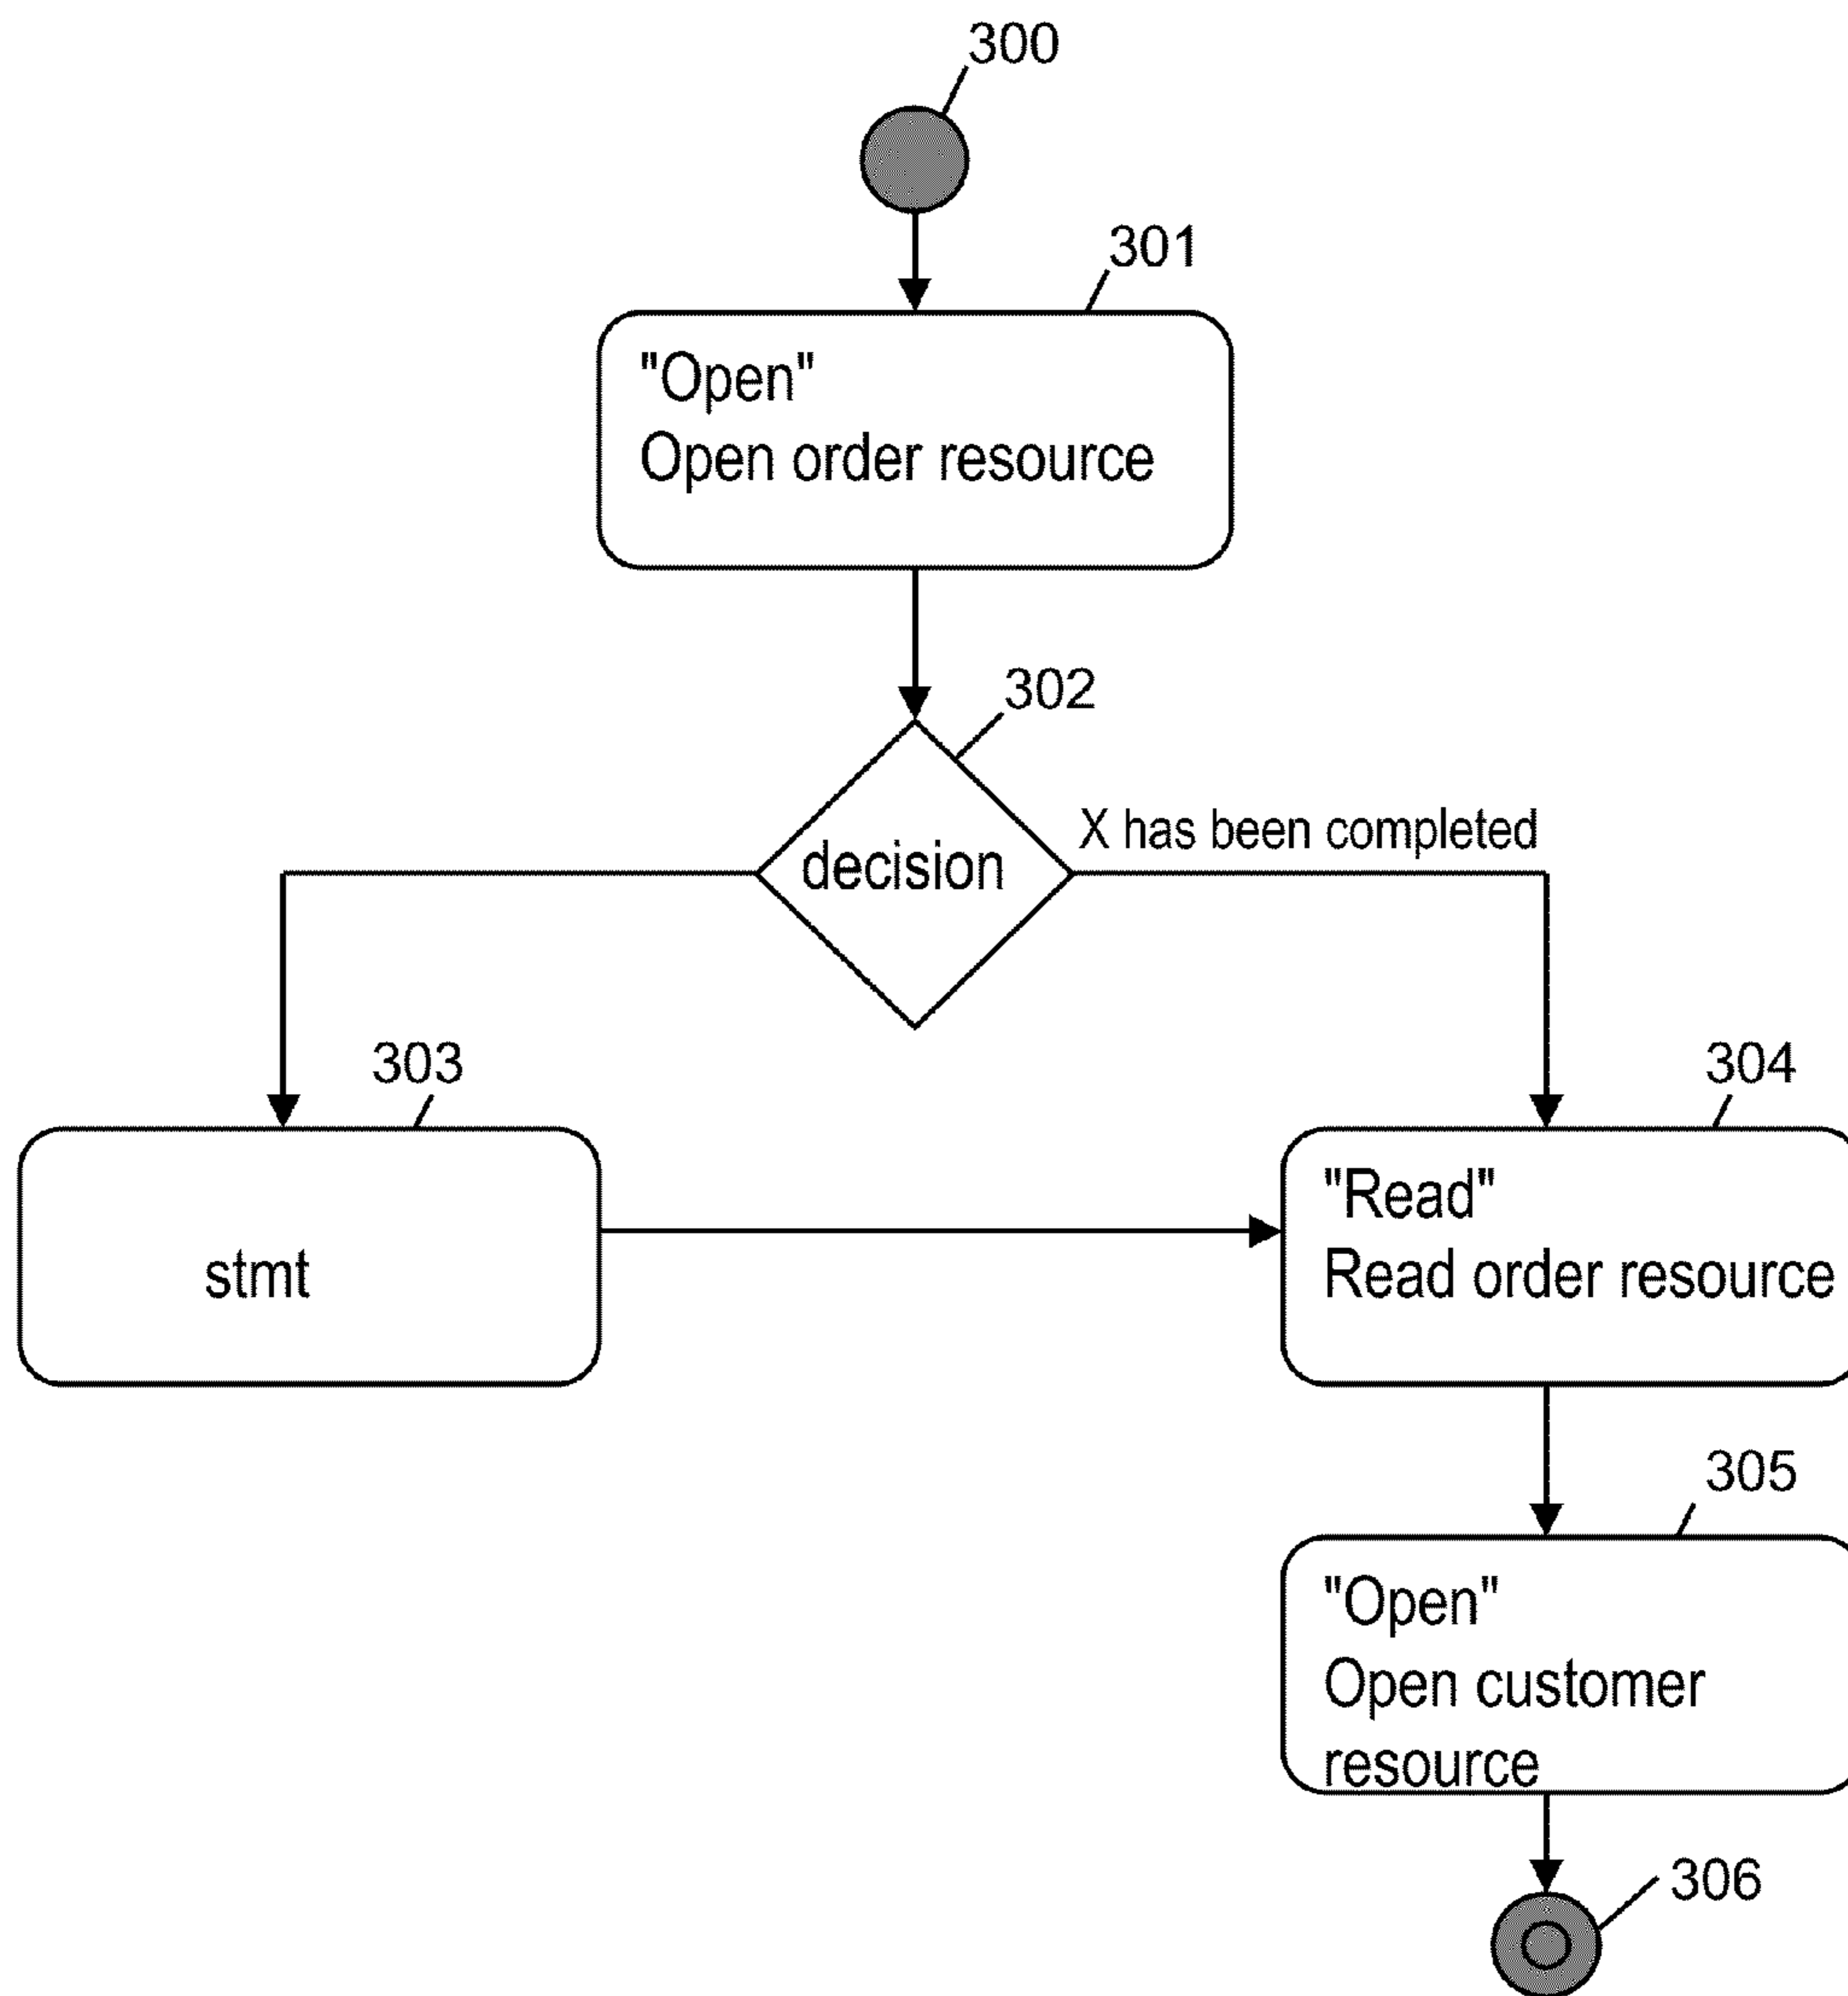 300
301
"Open"
Open order resource
302
X has been completed
decision
303
304
stmt
"Read"
Read order resource
305
"Open"
Open customer
resource
306